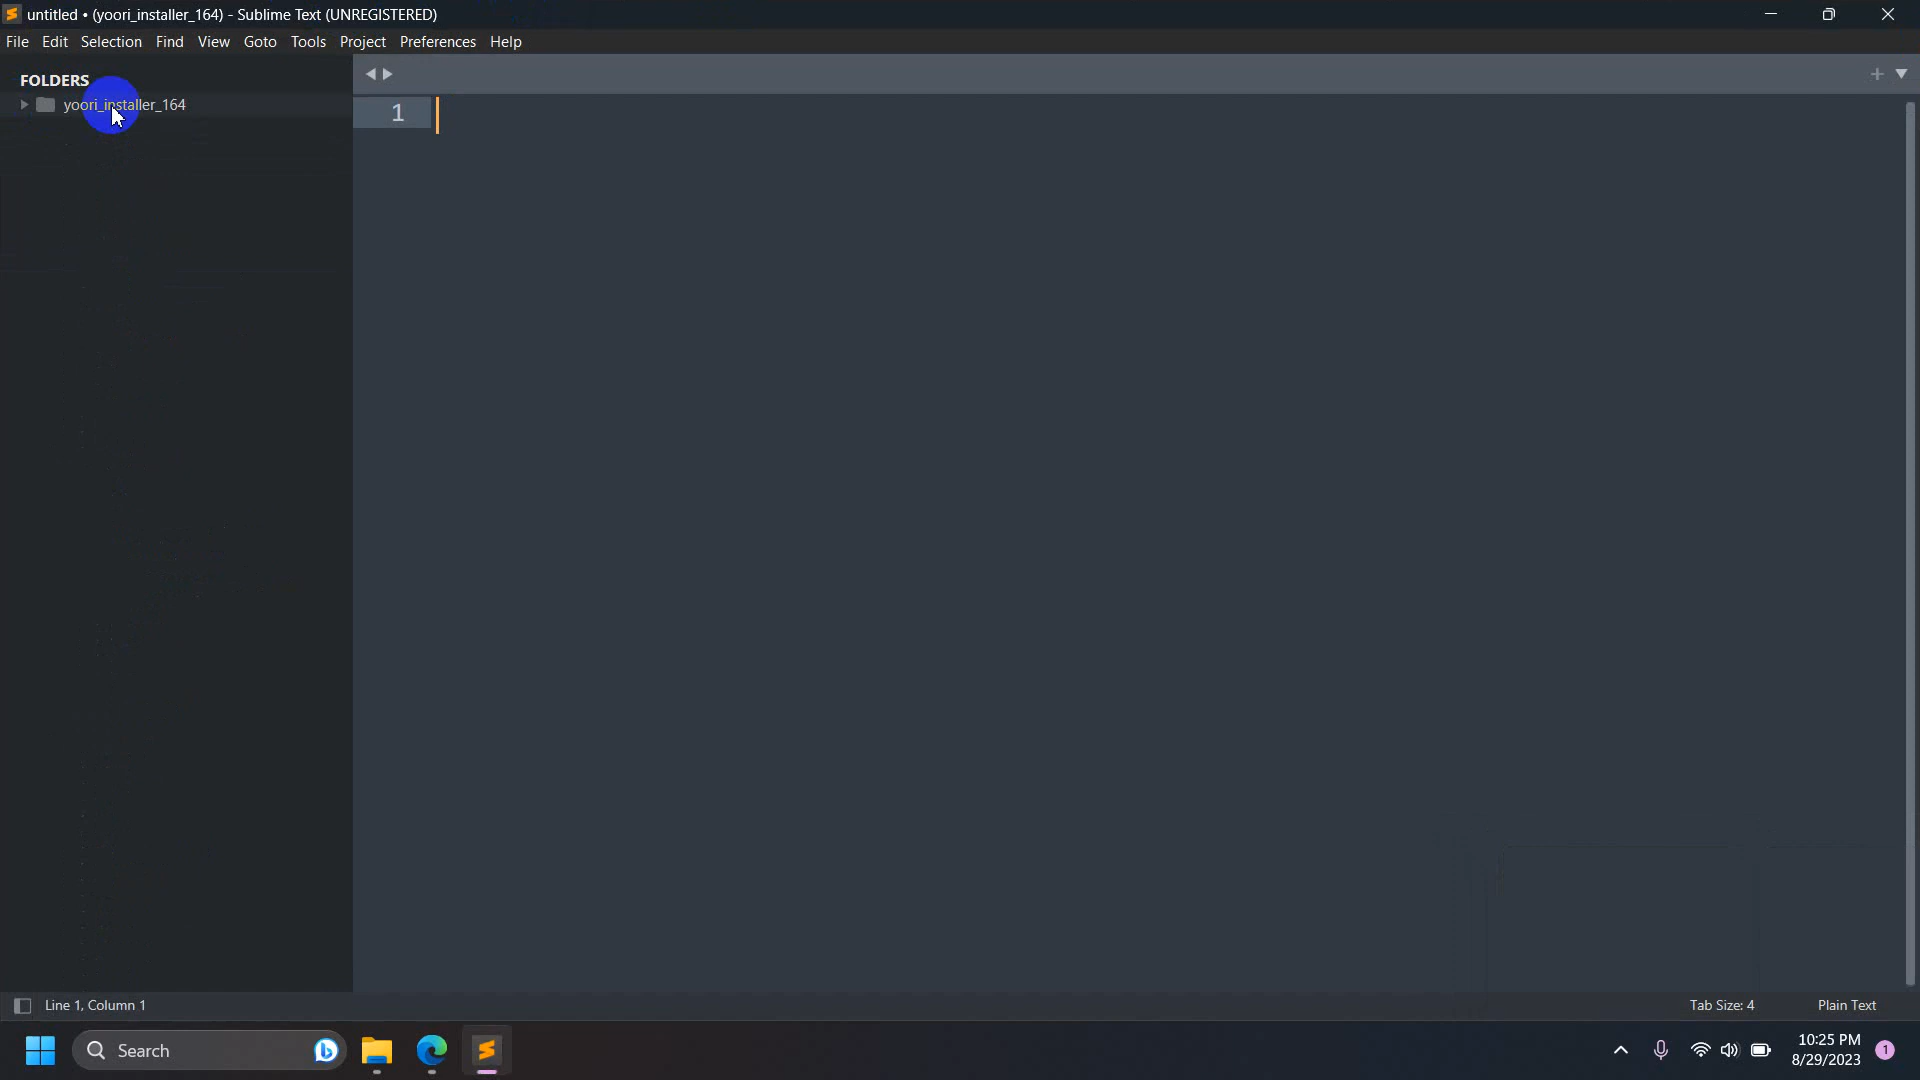 untitled • (yoori_installer_164) - Sublime Text (UNREGISTERED)
File Edit Selection Find View Goto Tools Project Preferences Help
FOLDERS
yoori_installer_164
1
Line 1, Column 1
Tab Size: 4
Plain Text
Search
10:25 PM
8/29/2023
1